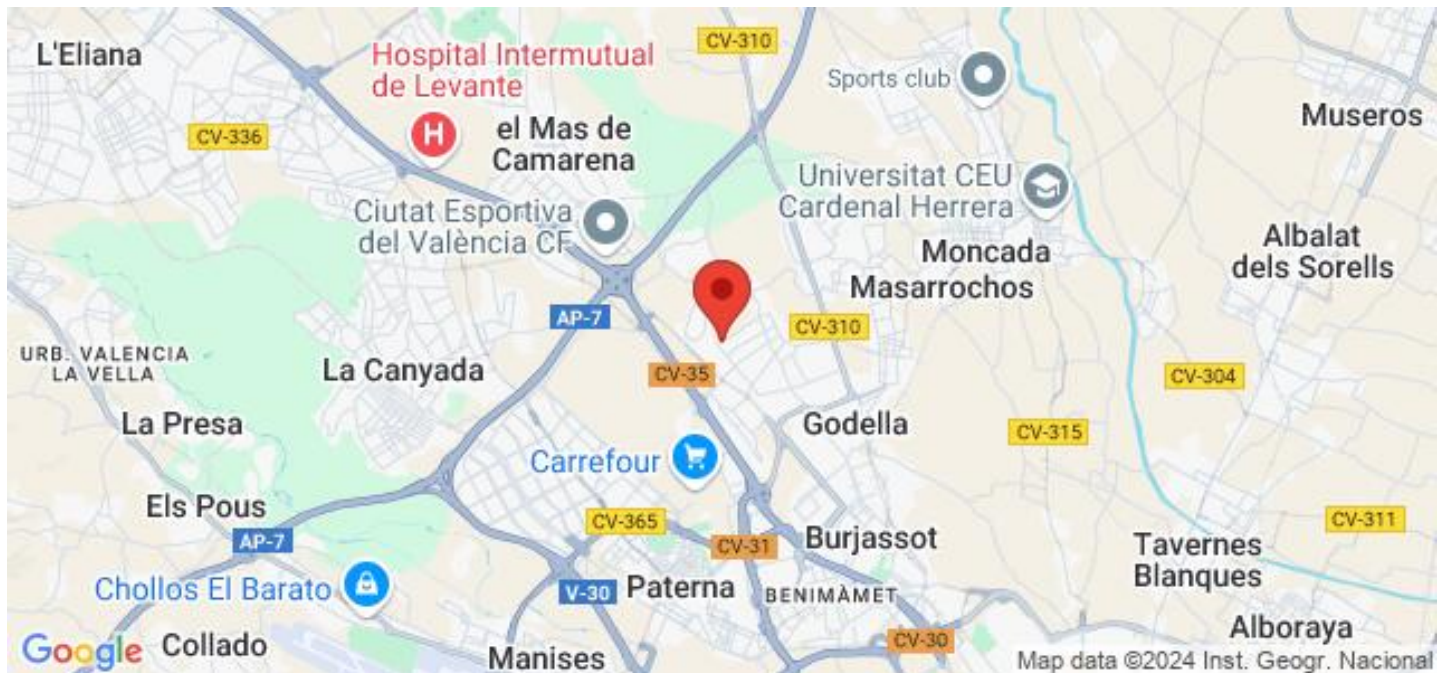 L'Eliana
Hospital Intermutual
de Levante
CV-310
Sports club
Museros
CV-336
el Mas de
Camarena
Universitat CEU
Cardenal Herrera
Ciutat Esportiva
del València CF
Moncada
Albalat
dels Sorells
Masarrochos
AP-7
CV-310
URB. VALENCIA
LA VELLA
La Canyada
CV-35
CV-304
La Presa
Godella
CV-315
Carrefour
Els Pous
CV-365
CV-311
AP-7
CV-31
Burjassot
Tavernes
Blanques
Chollos El Barato
V-30
Paterna
BENIMÀMET
Alboraya
Google
Collado
Manises
CV-30
Map data ©2024 Inst. Geogr. Nacional